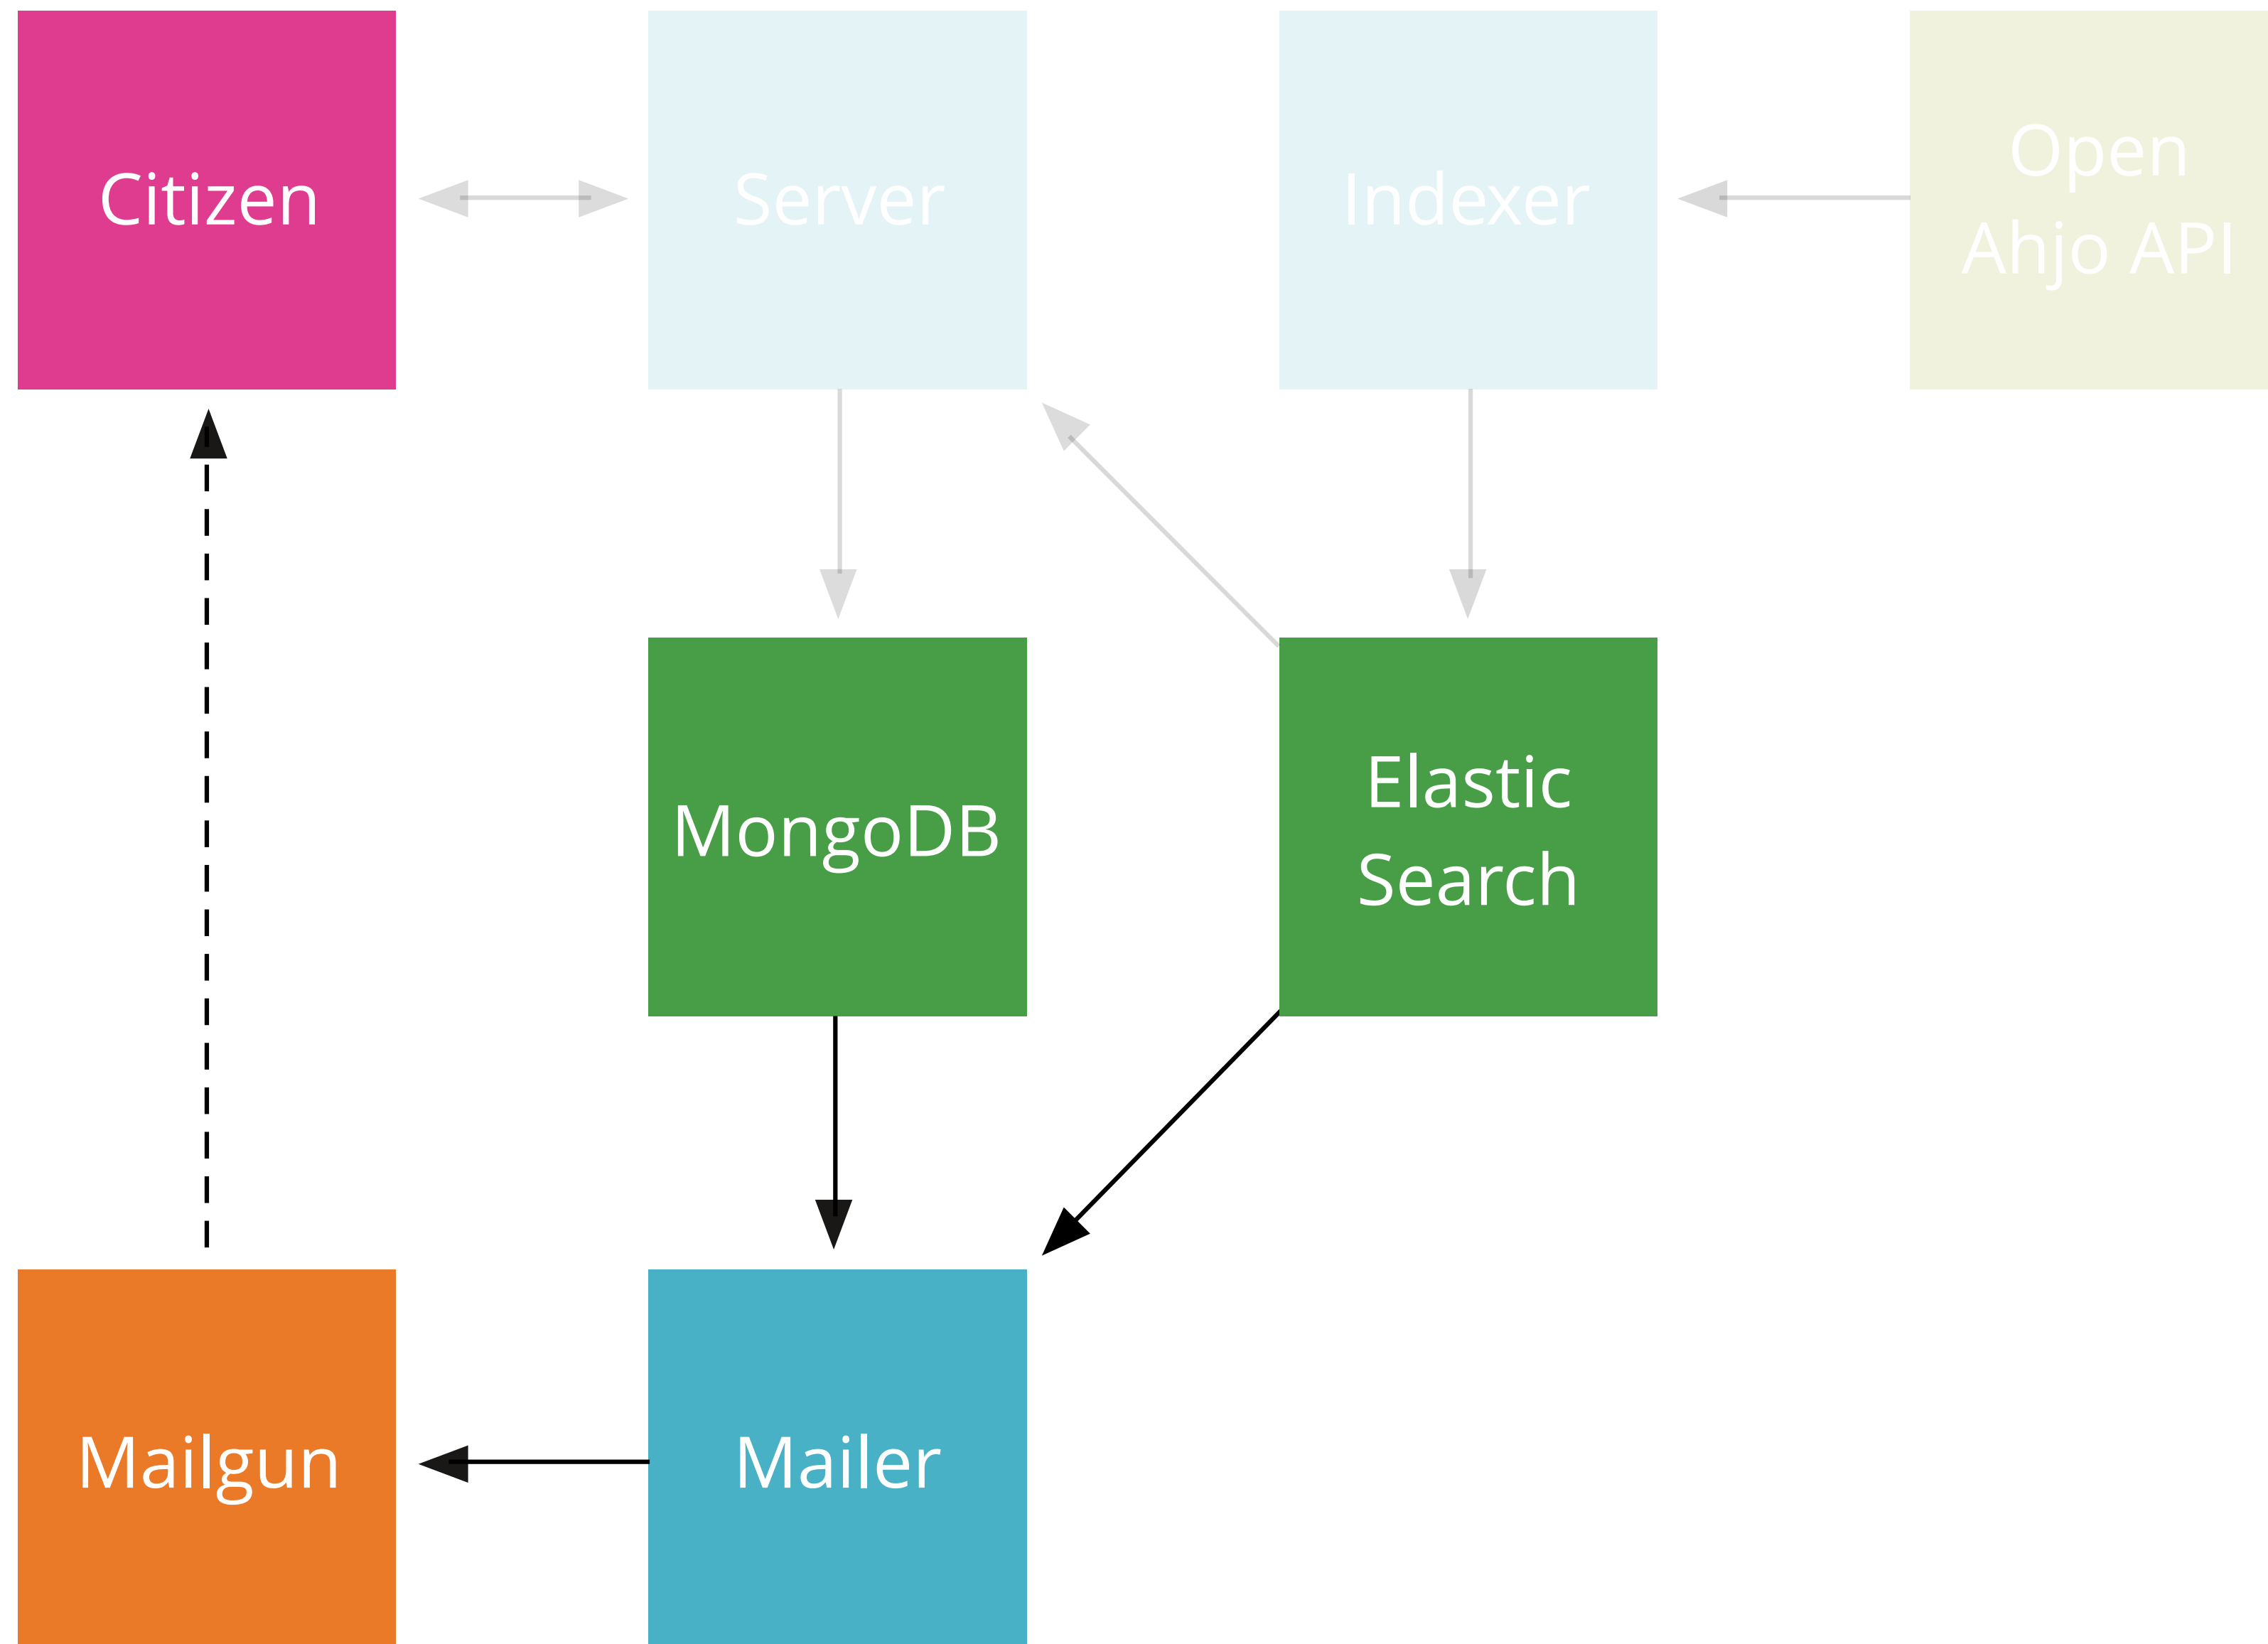 Citizen
Server
Indexer
Open
Ahjo API
MongoDB
Elastic
Search
Mailgun
Mailer